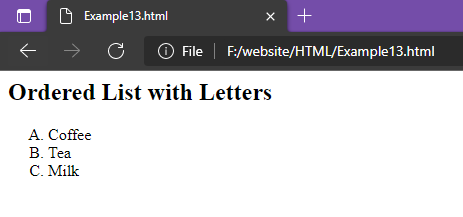 Example13.html
File | F:/website/HTML/Example13.html
Ordered List with Letters
A. Coffee
B. Tea
C. Milk